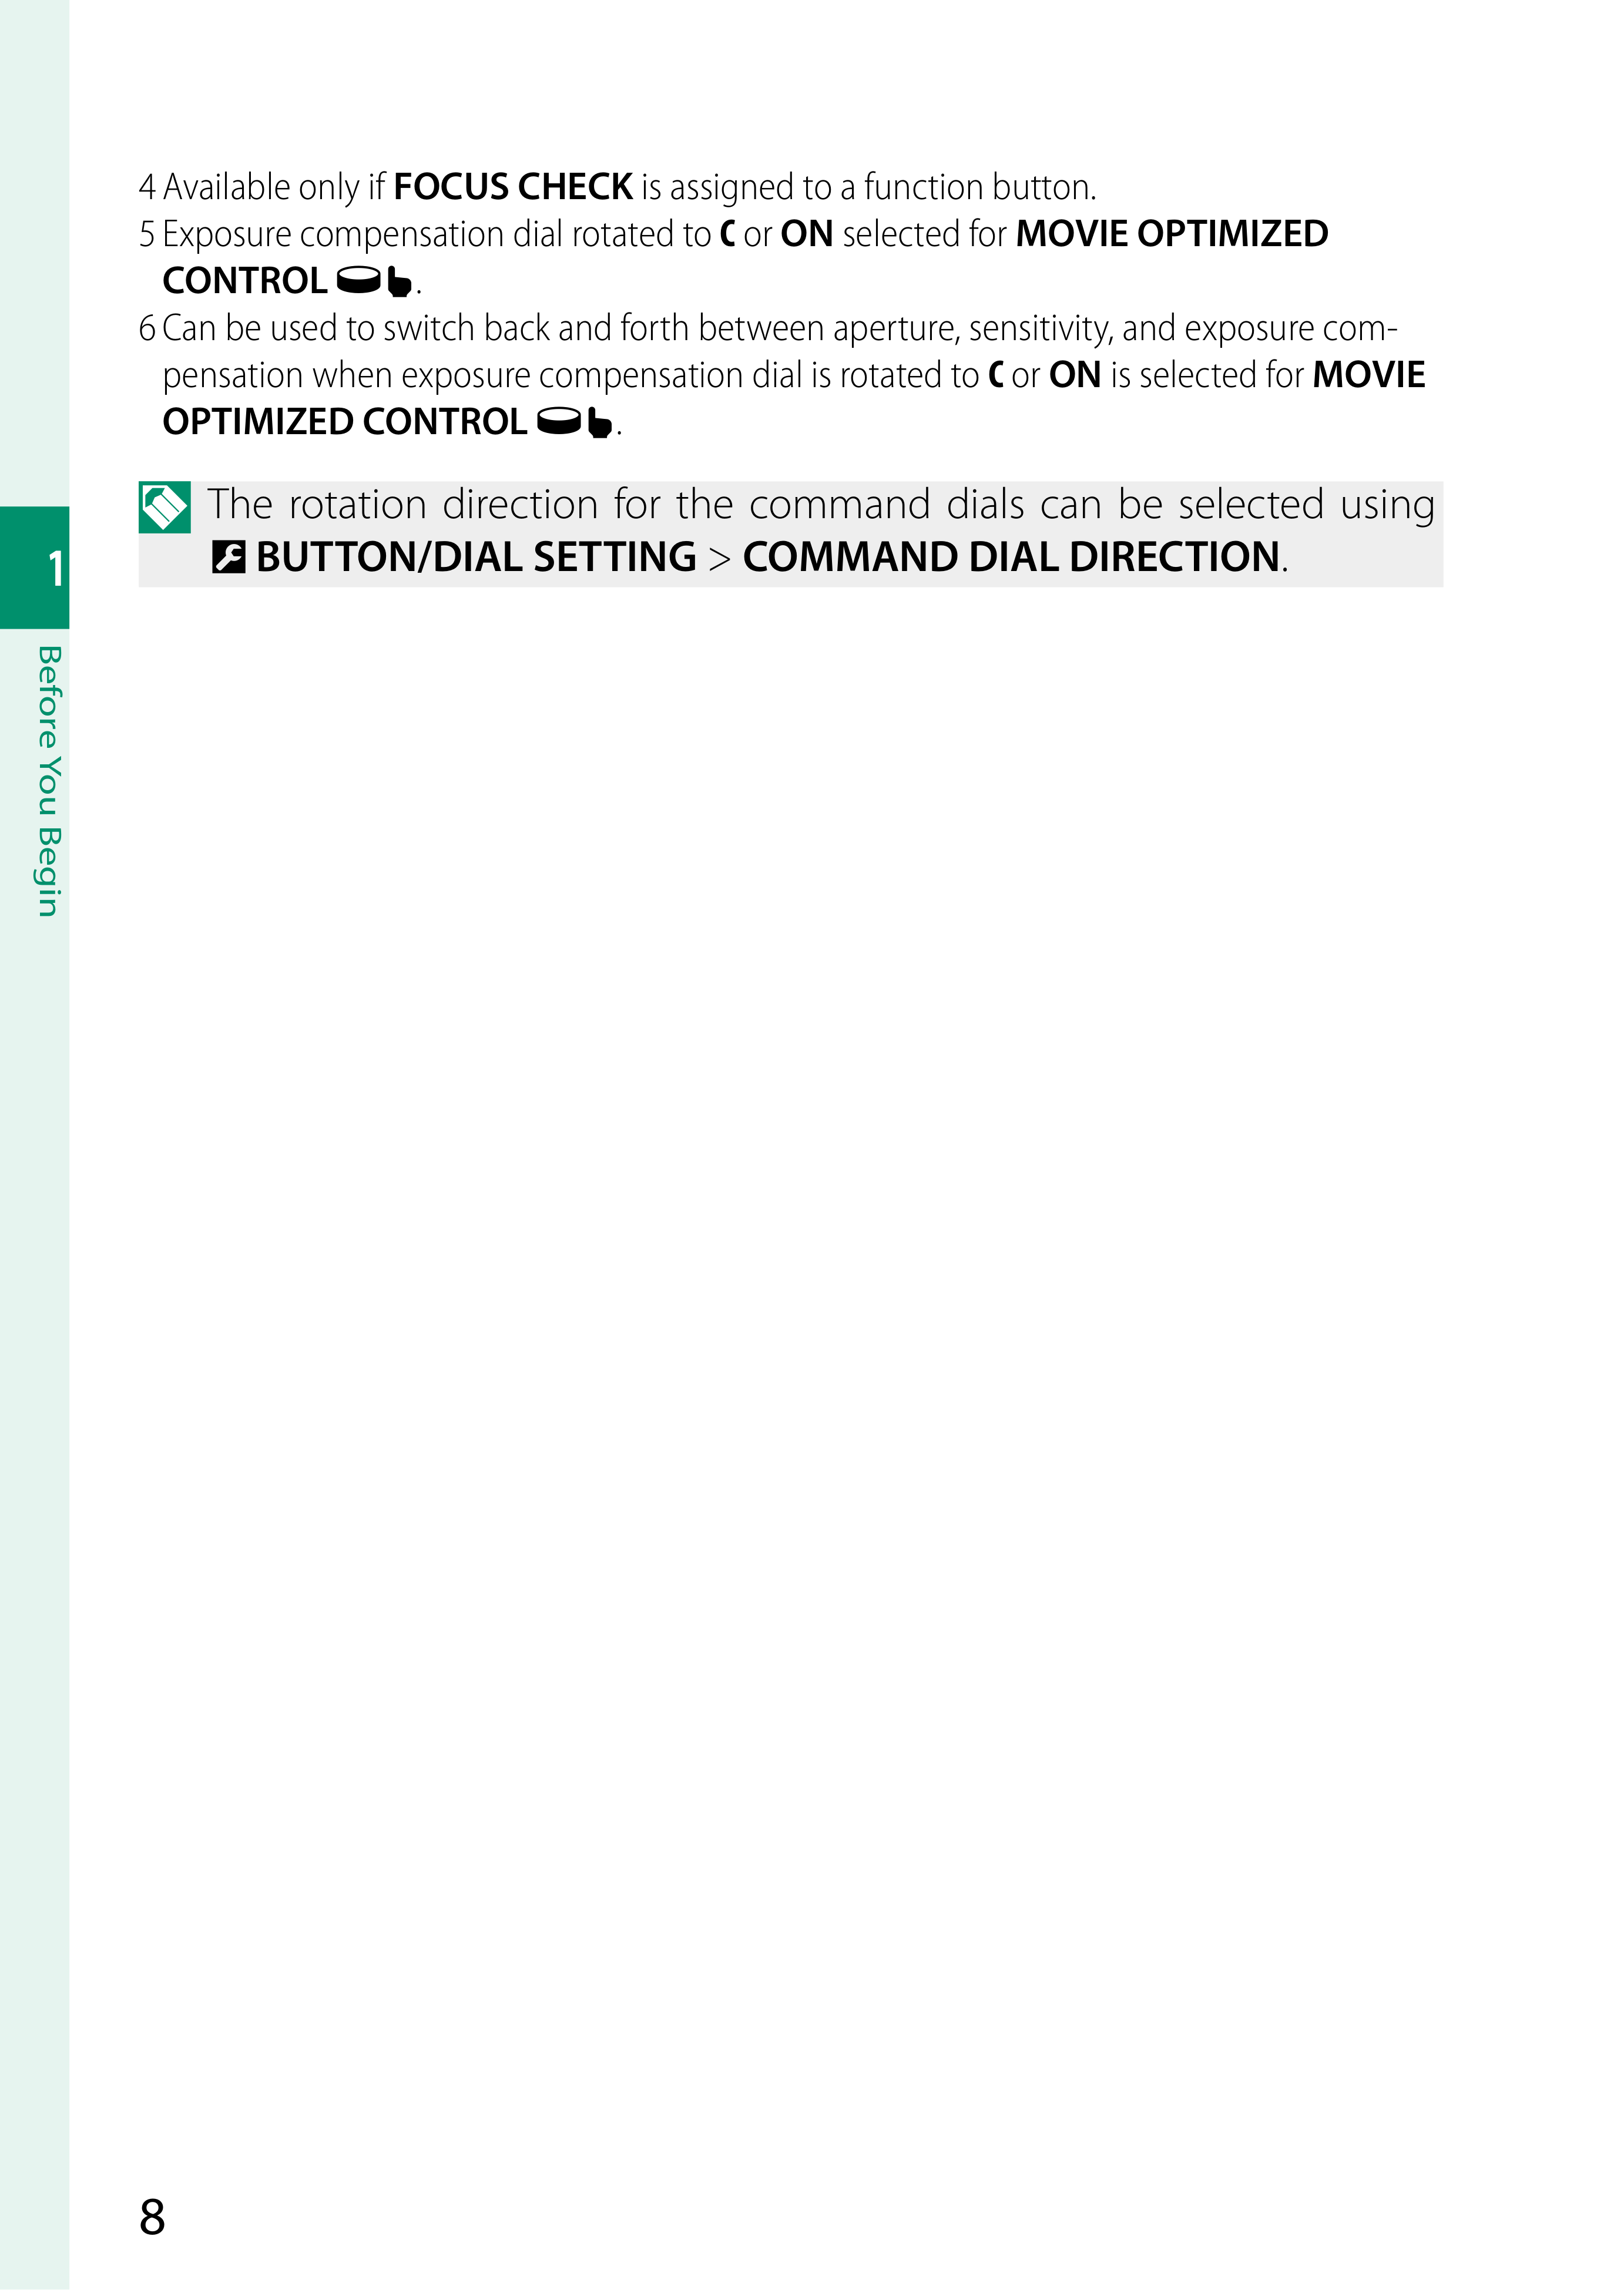 4 Available only if FOCUS CHECK is assigned to a function button.
5 Exposure compensation dial rotated to C or ON selected for MOVIE OPTIMIZED
CONTROL .
6 Can be used to switch back and forth between aperture, sensitivity, and exposure com-
pensation when exposure compensation dial is rotated to C or ON is selected for MOVIE
OPTIMIZED CONTROL .
The rotation direction for the command dials can be selected using
BUTTON/DIAL SETTING > COMMAND DIAL DIRECTION.
1
Before You Begin
8